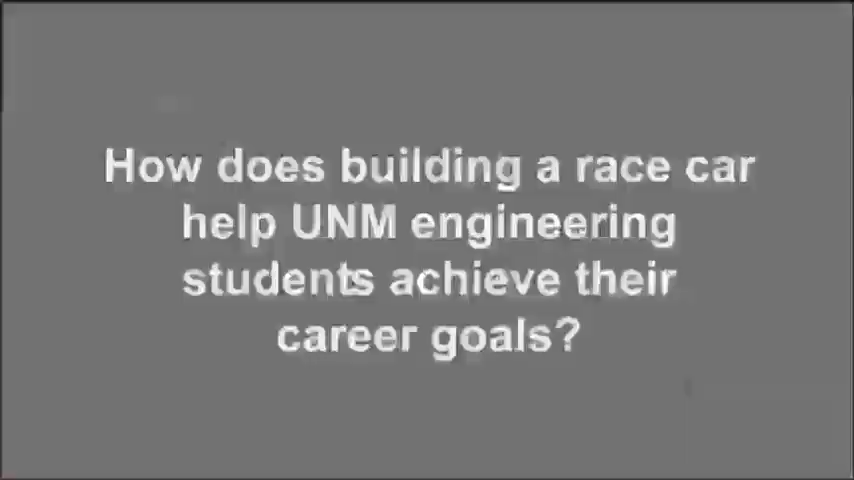 How does building a race car
help UNM engineering
students achieve their
career goals?